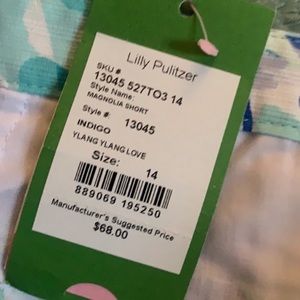 Lilly Pulitzer
SKU #
13045 527TO3 14
Style Name:
MAGNOLIA SHORT
Style #: 13045
INDIGO
YLANG YLANG LOVE
Size: 14
889069 195250
Manufacturer's Suggested Price
$68.00